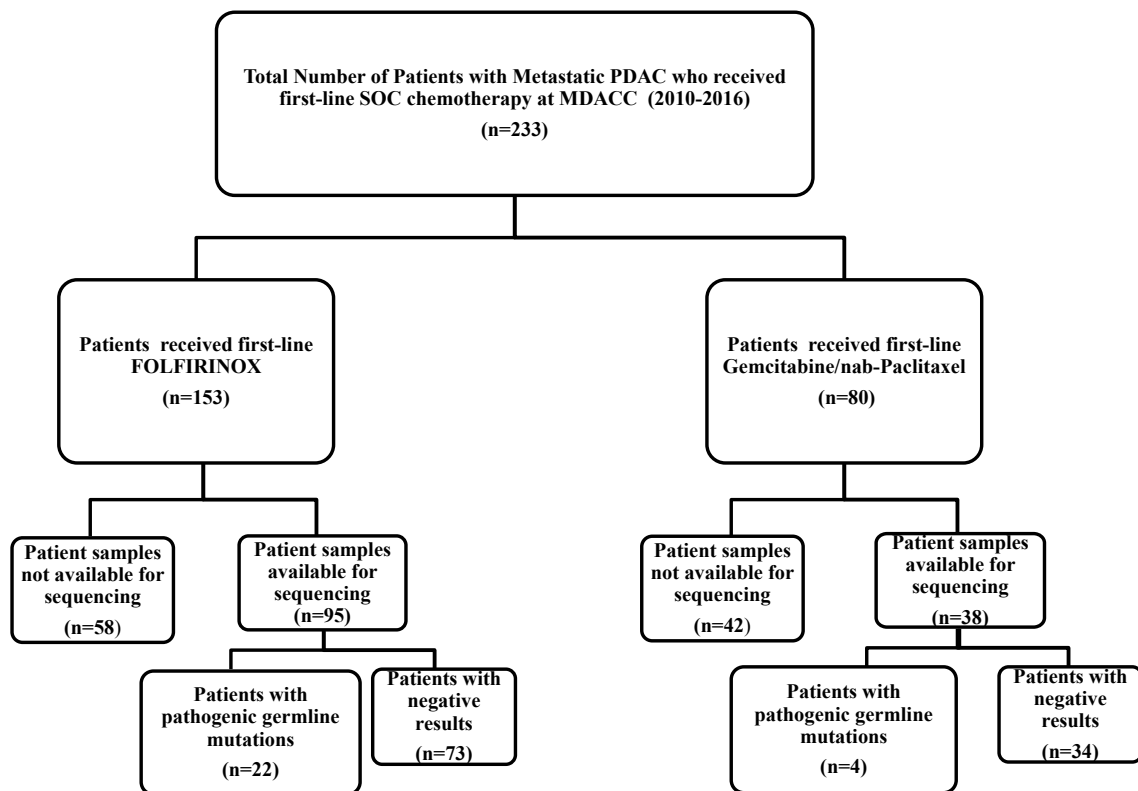 Total Number of Patients with Metastatic PDAC who received
first-line SOC chemotherapy at MDACC (2010-2016)
(n=233)
Patients received first-line
FOLFIRINOX
(n=153)
Patients received first-line
Gemcitabine/nab-Paclitaxel
(n=80)
Patient samples
not available for
sequencing
(n=58)
Patient samples
available for
sequencing
(n=95)
Patient samples
not available for
sequencing
(n=42)
Patient samples
available for
sequencing
(n=38)
Patients with
pathogenic germline
mutations
(n=22)
Patients with
negative
results
(n=73)
Patients with
pathogenic germline
mutations
(n=4)
Patients with
negative
results
(n=34)